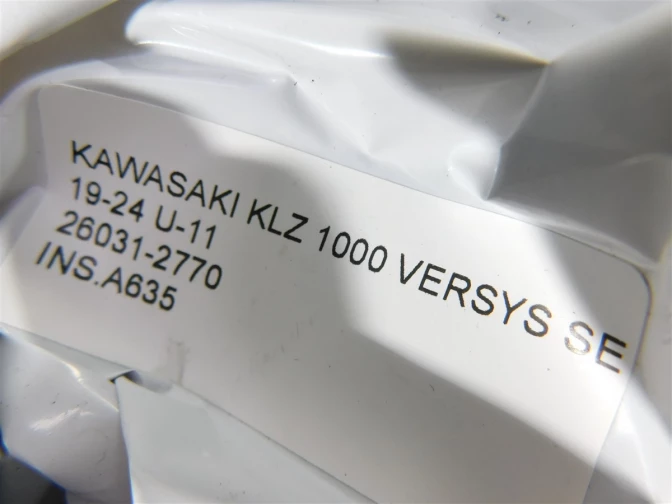 KAWASAKI KLZ 1000 VERSYS SE
19-24 U-11
26031-2770
INS.A635